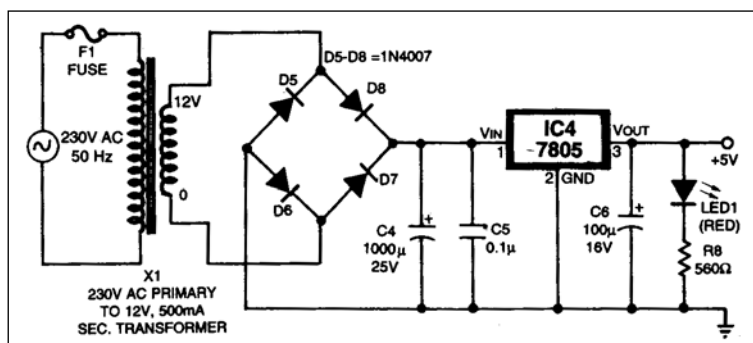 F1
FUSE
230V AC
50 Hz
12V
0
X1
230V AC PRIMARY
TO 12V, 500mA
SEC. TRANSFORMER
D5-D8 =1N4007
D5
D8
D6
D7
C4
1000µ
25V
+
C5
0.1µ
VIN
1
IC4
7805
2
GND
VOUT
3
+
C6
100µ
16V
+5V
LED1
(RED)
R8
560Ω